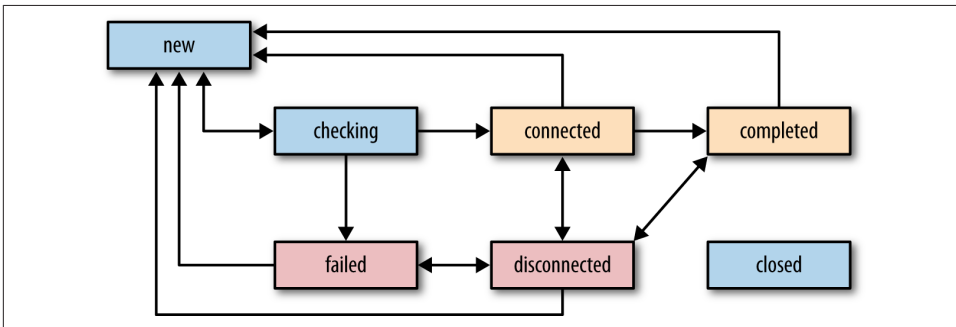 new
checking
connected
completed
failed
disconnected
closed